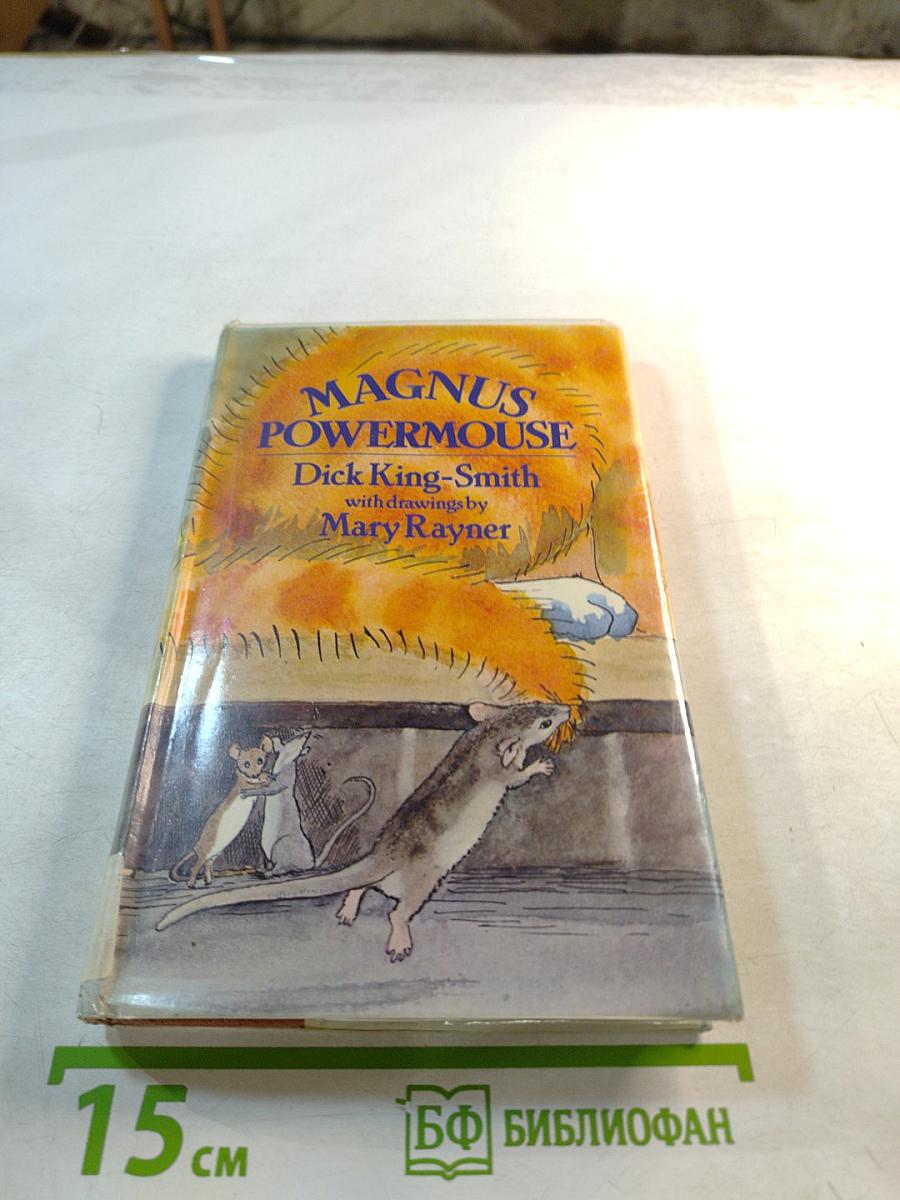 MAGNUS
POWERMOUSE
Dick King-Smith
with drawings by
Mary Rayner
15 см
БФ БИБЛИОФАН